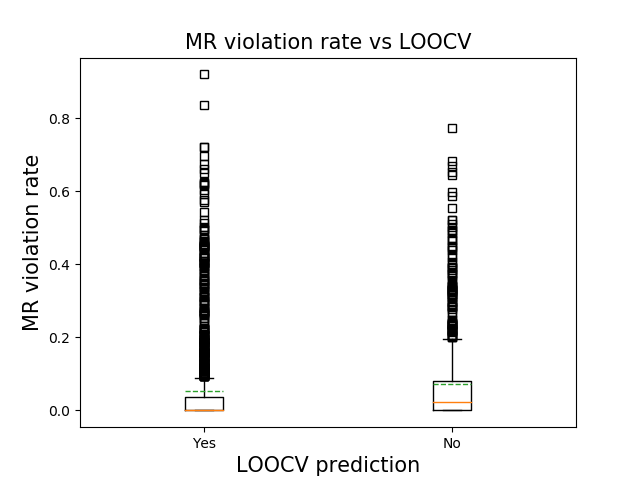 MR violation rate vs LOOCV
MR violation rate
0.8
0.6
0.4
0.2
0.0
Yes
No
LOOCV prediction